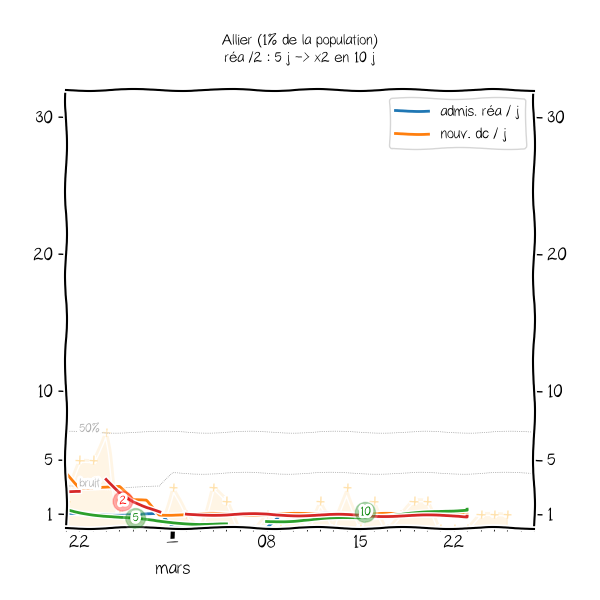 Allier (1% de la population)
réa /2 : 5 j -> x2 en 10 j
admis. réa / j
nouv. dc / j
30 30
20 20
10 10
50%
5 5
bruit
2
10
5
1 1
22 1 08 15 22
mars